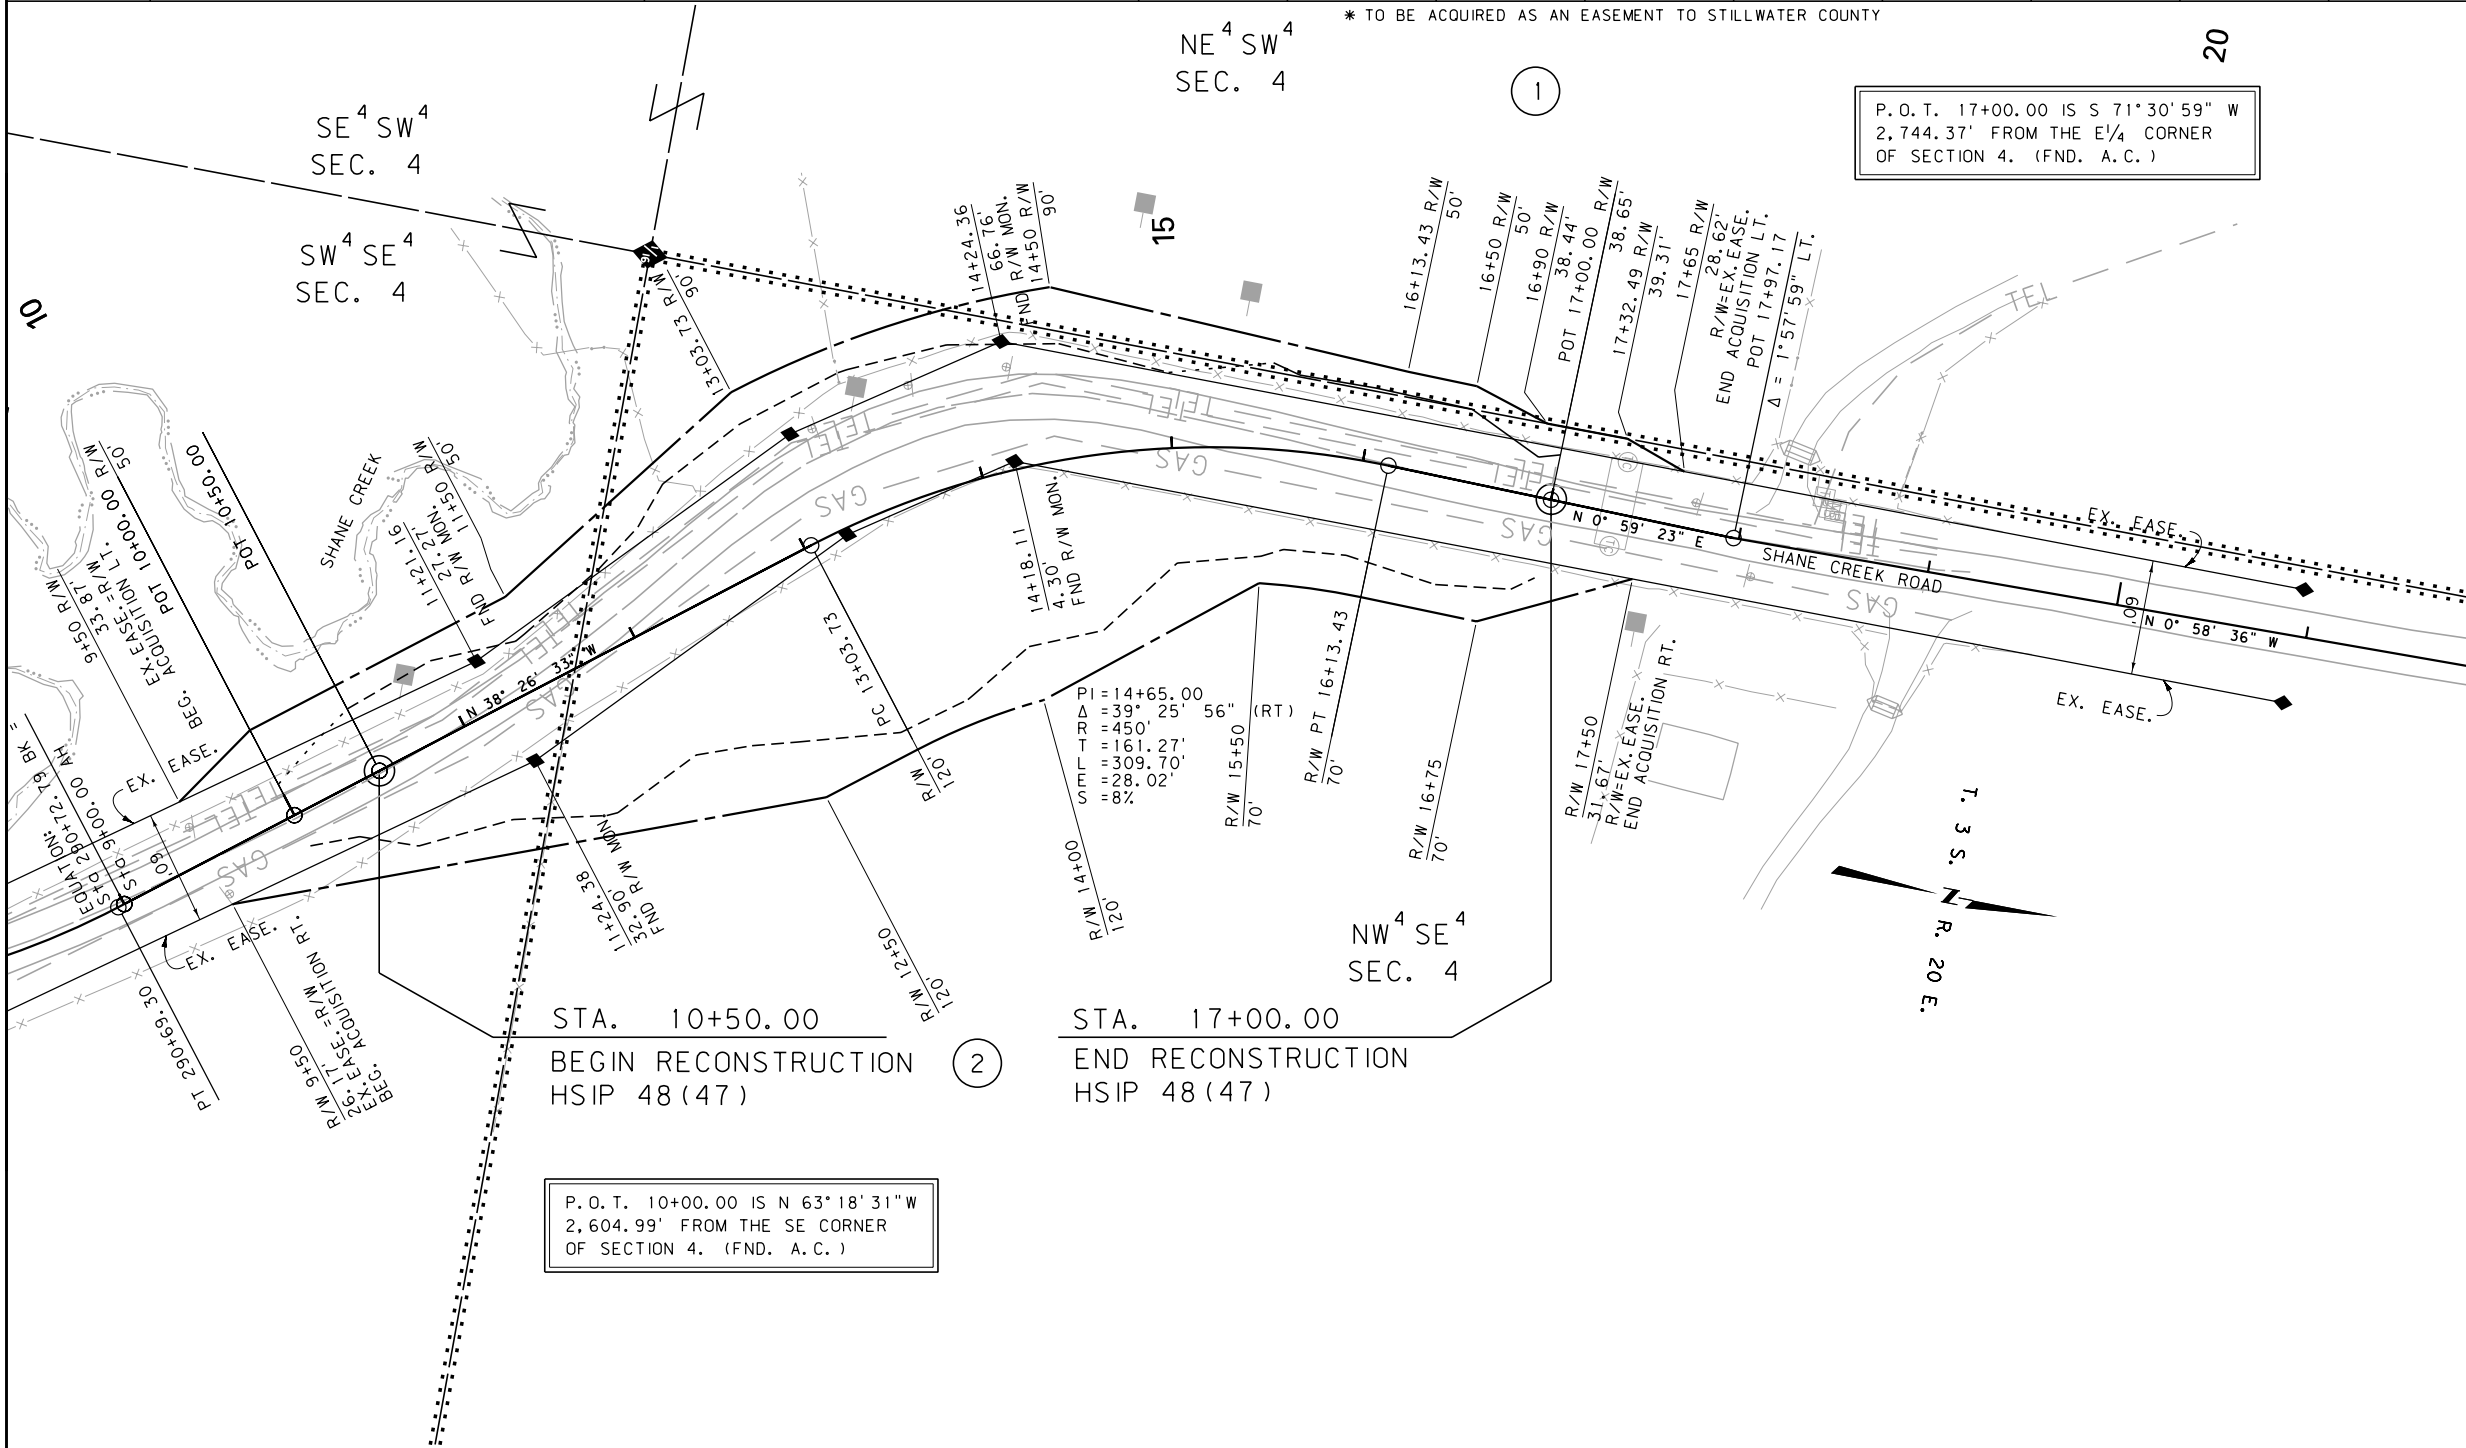 * TO BE ACQUIRED AS AN EASEMENT TO STILLWATER COUNTY
NE 4 SW 4
SEC. 4
1
20
P.O.T. 17+00.00 IS S 71°30'59" W
2,744.37' FROM THE E1/4 CORNER
OF SECTION 4. (FND. A.C.)
SE 4 SW 4
SEC. 4
SW 4 SE 4
SEC. 4
10
15
13+03.73 R/W
90'
14+24.36
66.76'
FND R/W MON.
14+50 R/W
90'
16+13.43 R/W
50'
16+50 R/W
50'
16+90 R/W
38.44'
POT 17+00.00 R/W
38.65'
17+32.49 R/W
39.31'
17+65 R/W
28.62'
R/W=EX. EASE.
END ACQUISITION LT.
POT 17+97.17
Δ = 1°57'59" LT.
TEL
SHANE CREEK
9+50 R/W
33.87'
EX. EASE.=R/W
BEG. ACQUISITION LT.
POT 10+00.00 R/W
50'
POT 10+50.00
11+21.16
27.27'
FND R/W MON.
11+50 R/W
50'
TEL
TEL
TEL
TEL
TEL
TEL
GAS
GAS
GAS
GAS
GAS
GAS
14+18.11
4.30'
FND R/W MON.
N 0° 59' 23" E
SHANE CREEK ROAD
EX. EASE.
60'
N 0° 58' 36" W
EX. EASE.
N 38° 26' 33" W
EX. EASE.
60'
EX. EASE.
EQUATION:
Sta 290+72.79 BK =
Sta 9+00.00 AH
PT 290+69.30
R/W 9+50
26.17'
EX. EASE.=R/W
BEG. ACQUISITION RT.
11+24.38
32.90'
FND R/W MON.
PC 13+03.73
R/W
120'
R/W 12+50
120'
R/W 14+00
120'
PI =14+65.00
Δ =39° 25' 56" (RT)
R =450'
T =161.27'
L =309.70'
E =28.02'
S =8%
R/W 15+50
70'
R/W PT 16+13.43
70'
R/W 16+75
70'
R/W 17+50
31.67'
R/W=EX. EASE.
END ACQUISITION RT.
T. 3 S.
R. 20 E.
NW 4 SE 4
SEC. 4
STA. 10+50.00
BEGIN RECONSTRUCTION
HSIP 48(47)
2
STA. 17+00.00
END RECONSTRUCTION
HSIP 48(47)
P.O.T. 10+00.00 IS N 63°18'31"W
2,604.99' FROM THE SE CORNER
OF SECTION 4. (FND. A.C.)